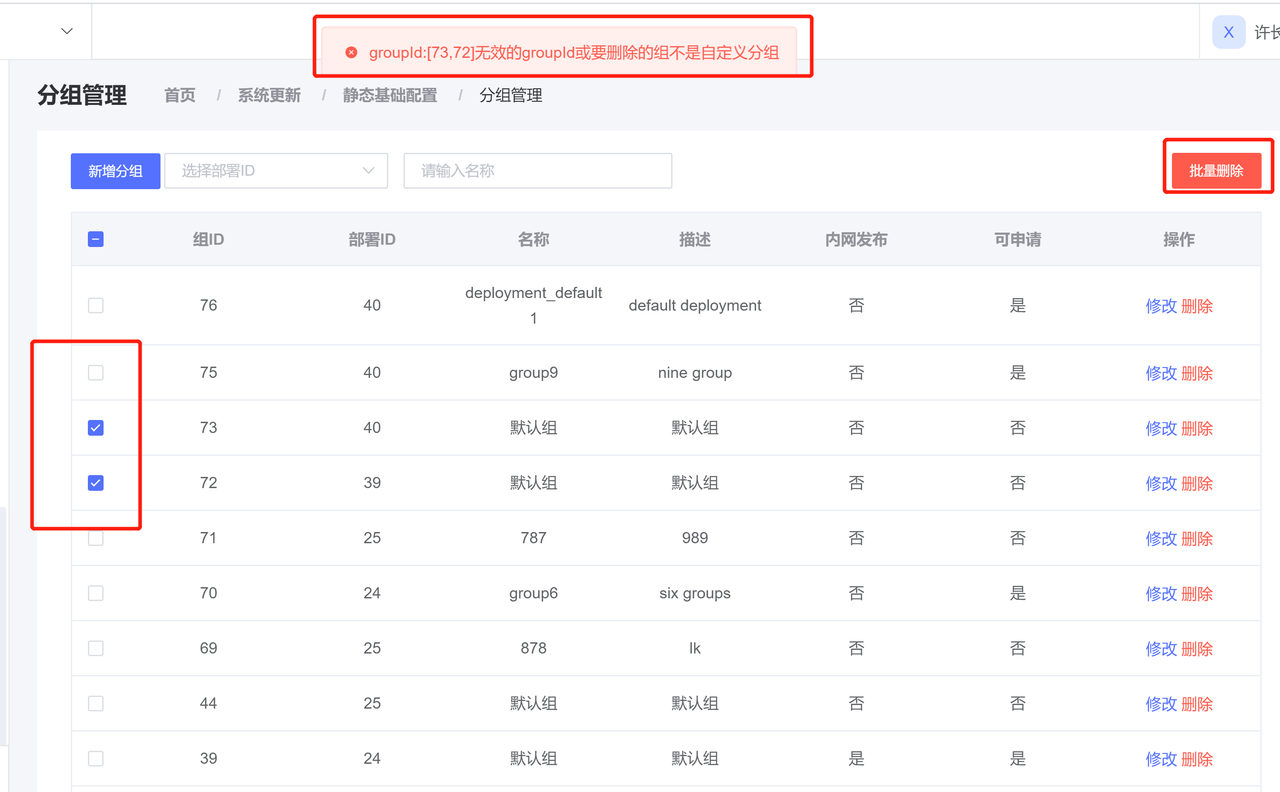 groupId:[73,72]无效的groupId或要删除的组不是自定义分组
X 许长
分组管理 首页 / 系统更新 / 静态基础配置 / 分组管理
新增分组 选择部署ID 请输入名称 批量删除
组ID 部署ID 名称 描述 内网发布 可申请 操作
76 40 deployment_default
1 default deployment 否 是 修改 删除
75 40 group9 nine group 否 是 修改 删除
73 40 默认组 默认组 否 否 修改 删除
72 39 默认组 默认组 否 否 修改 删除
71 25 787 989 否 否 修改 删除
70 24 group6 six groups 否 是 修改 删除
69 25 878 lk 否 否 修改 删除
44 25 默认组 默认组 否 否 修改 删除
39 24 默认组 默认组 是 是 修改 删除